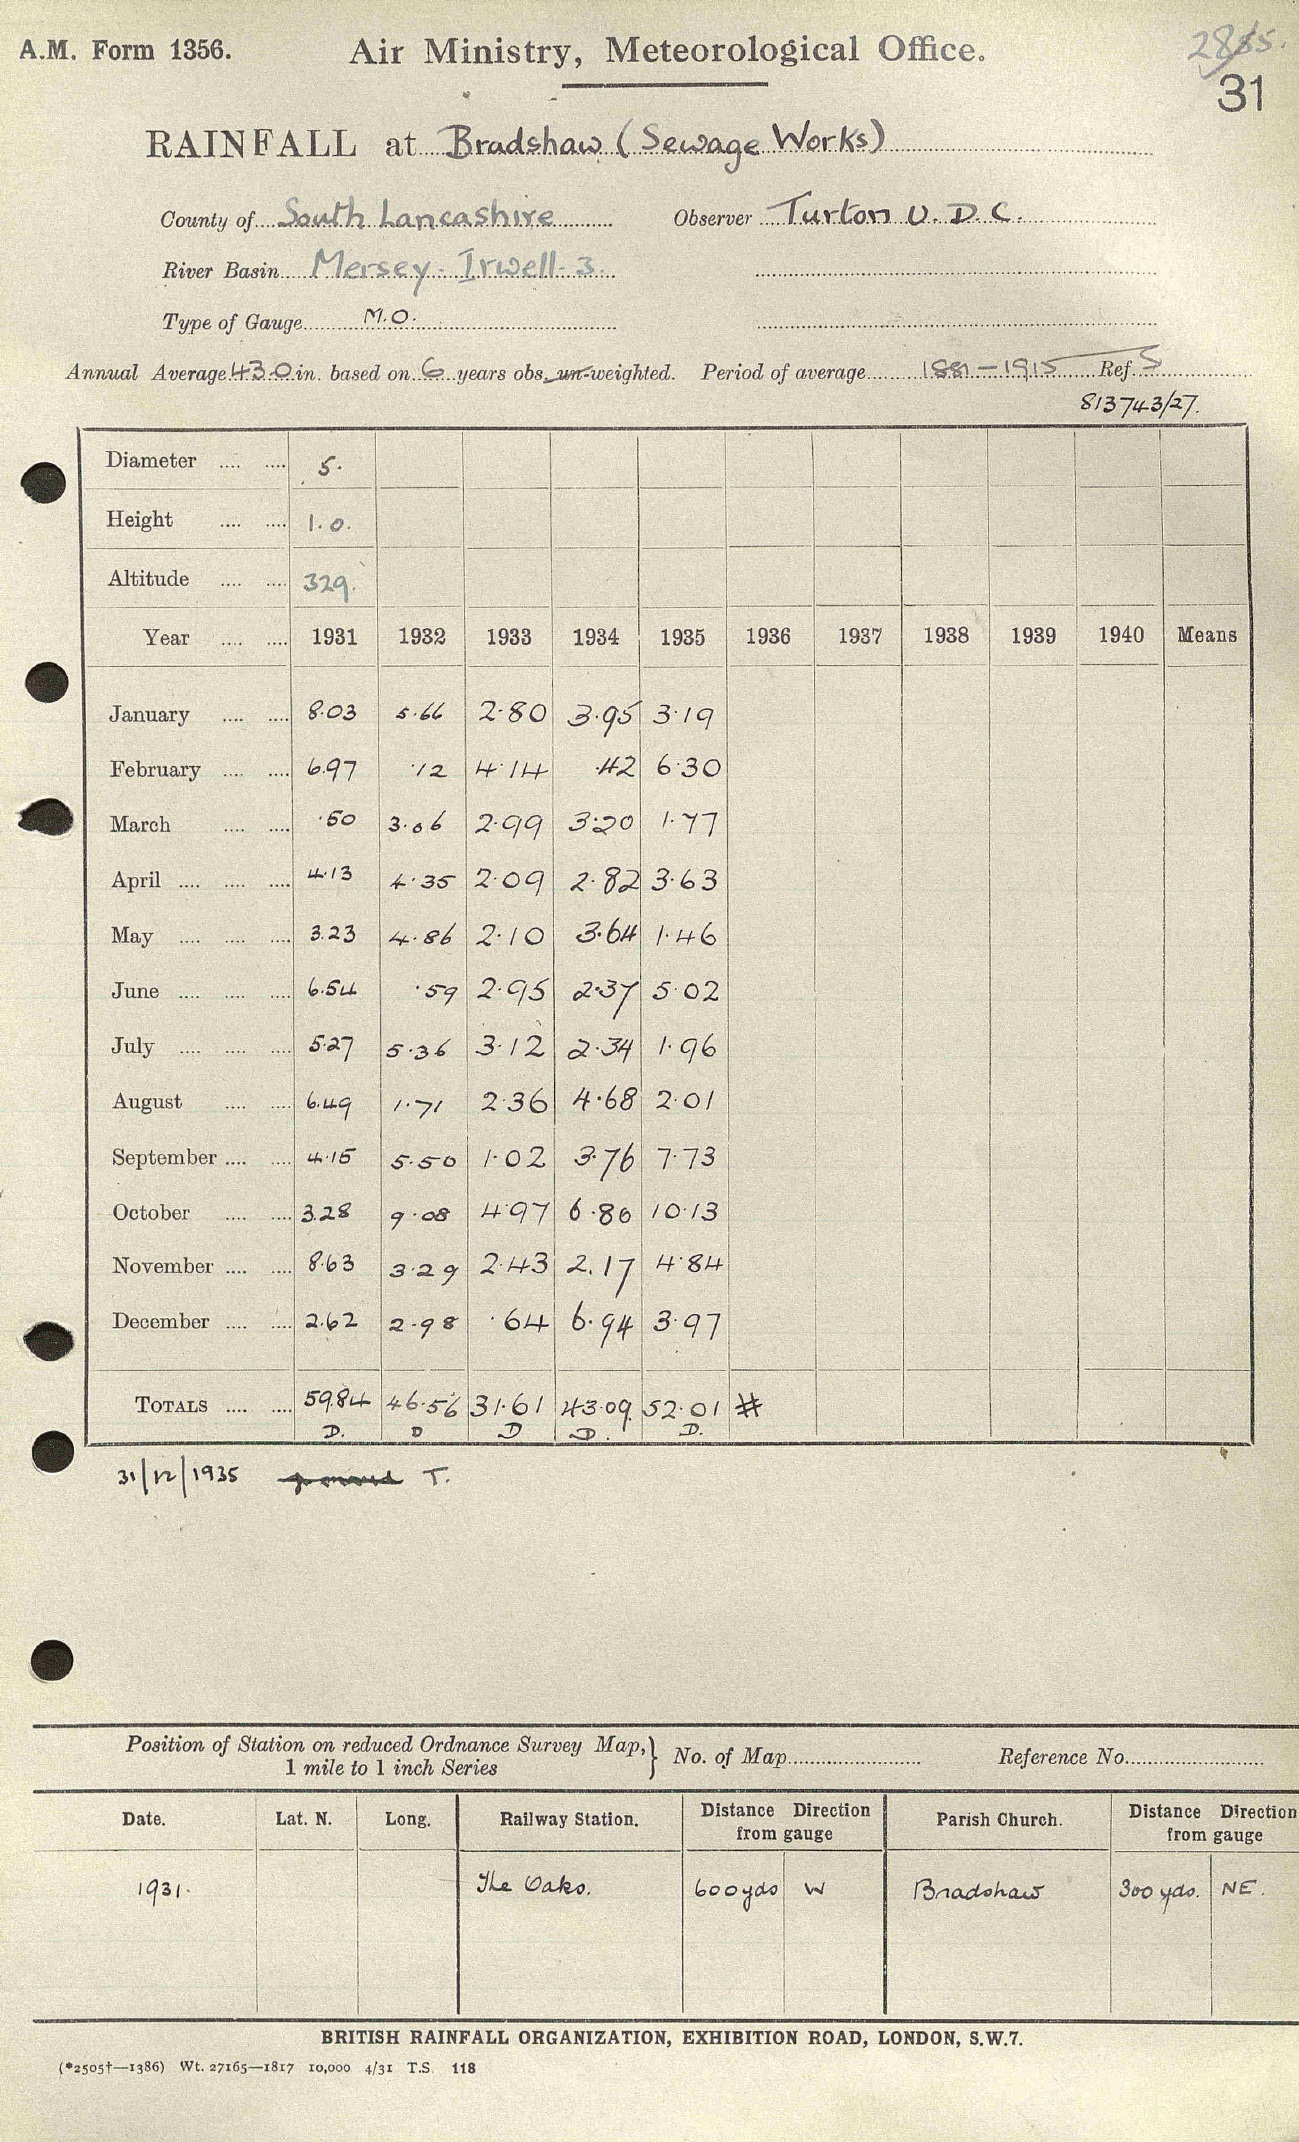 A.M. Form 1356. Air Ministry, Meteorological Office.
31
RAINFALL at Bradshaw (Sewage Works)
County of South Lancashire Observer Turton U.D.C.
River Basin Mersey - Irwell - 3.
Type of Gauge M.O.
Annual Average 43.0 in. based on 6 years obs. un-weighted. Period of average 1881-1915 Ref. S
813743/27.
Diameter .... .... 5.
Height .... .... 1.0.
Altitude .... .... 329.
Year .... .... 1931 1932 1933 1934 1935 1936 1937 1938 1939 1940 Means
January .... .... 8.03 5.66 2.80 3.95 3.19
February .... .... 6.97 .12 4.14 .42 6.30
March .... .... .50 3.06 2.99 3.20 1.77
April .... .... .... 4.13 4.35 2.09 2.82 3.63
May .... .... .... 3.23 4.86 2.10 3.64 1.46
June .... .... .... 6.54 .59 2.95 2.37 5.02
July .... .... .... 5.27 5.36 3.12 2.34 1.96
August .... .... 6.49 1.71 2.36 4.68 2.01
September .... .... 4.15 5.50 1.02 3.76 7.73
October .... .... 3.28 9.08 4.97 6.80 10.13
November .... .... 8.63 3.29 2.43 2.17 4.84
December .... .... 2.62 2.98 .64 6.94 3.97
TOTALS .... .... 59.84 46.56 31.61 43.09 52.01 #
D. D D D. D.
31/12/1935 T.
Position of Station on reduced Ordnance Survey Map, } No. of Map Reference No.
1 mile to 1 inch Series
Date. Lat. N. Long. Railway Station. Distance Direction from gauge Parish Church. Distance Direction from gauge
1931. The Oaks. 600 yds W Bradshaw 300 yds. NE.
BRITISH RAINFALL ORGANIZATION, EXHIBITION ROAD, LONDON, S.W.7.
(*2505†—1386) Wt. 27165—1817 10,000 4/31 T.S. 118